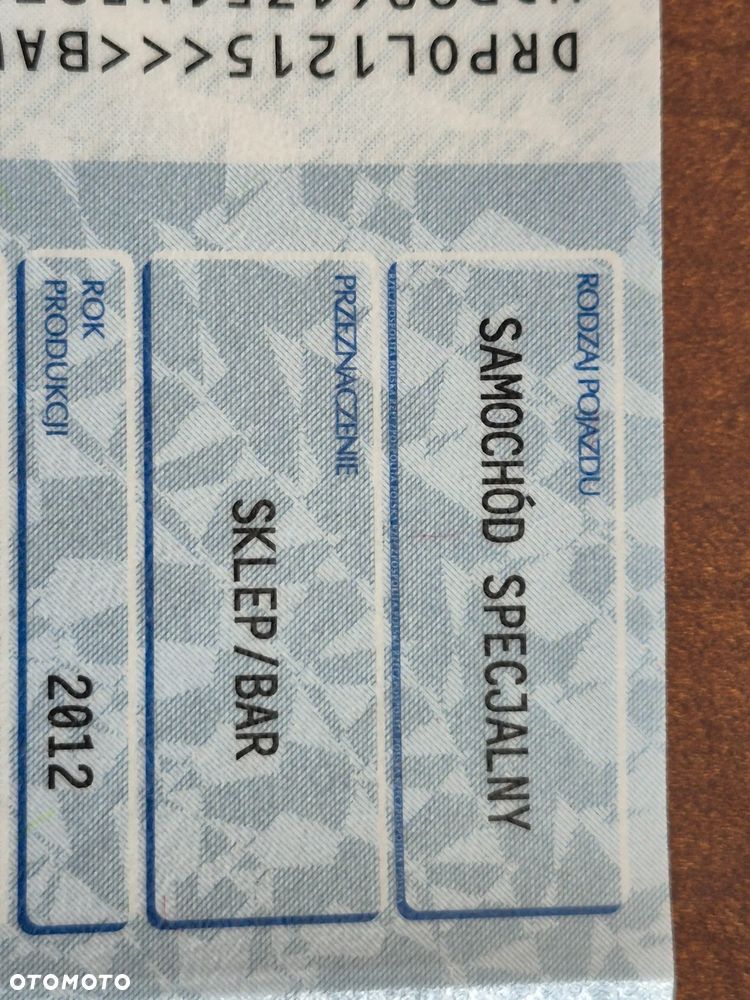 RODZAJ POJAZDU
SAMOCHÓD SPECJALNY
PRZEZNACZENIE
SKLEP/BAR
ROK
PRODUKCJI
2012
DRPOL1215<<<BA
OTOMOTO